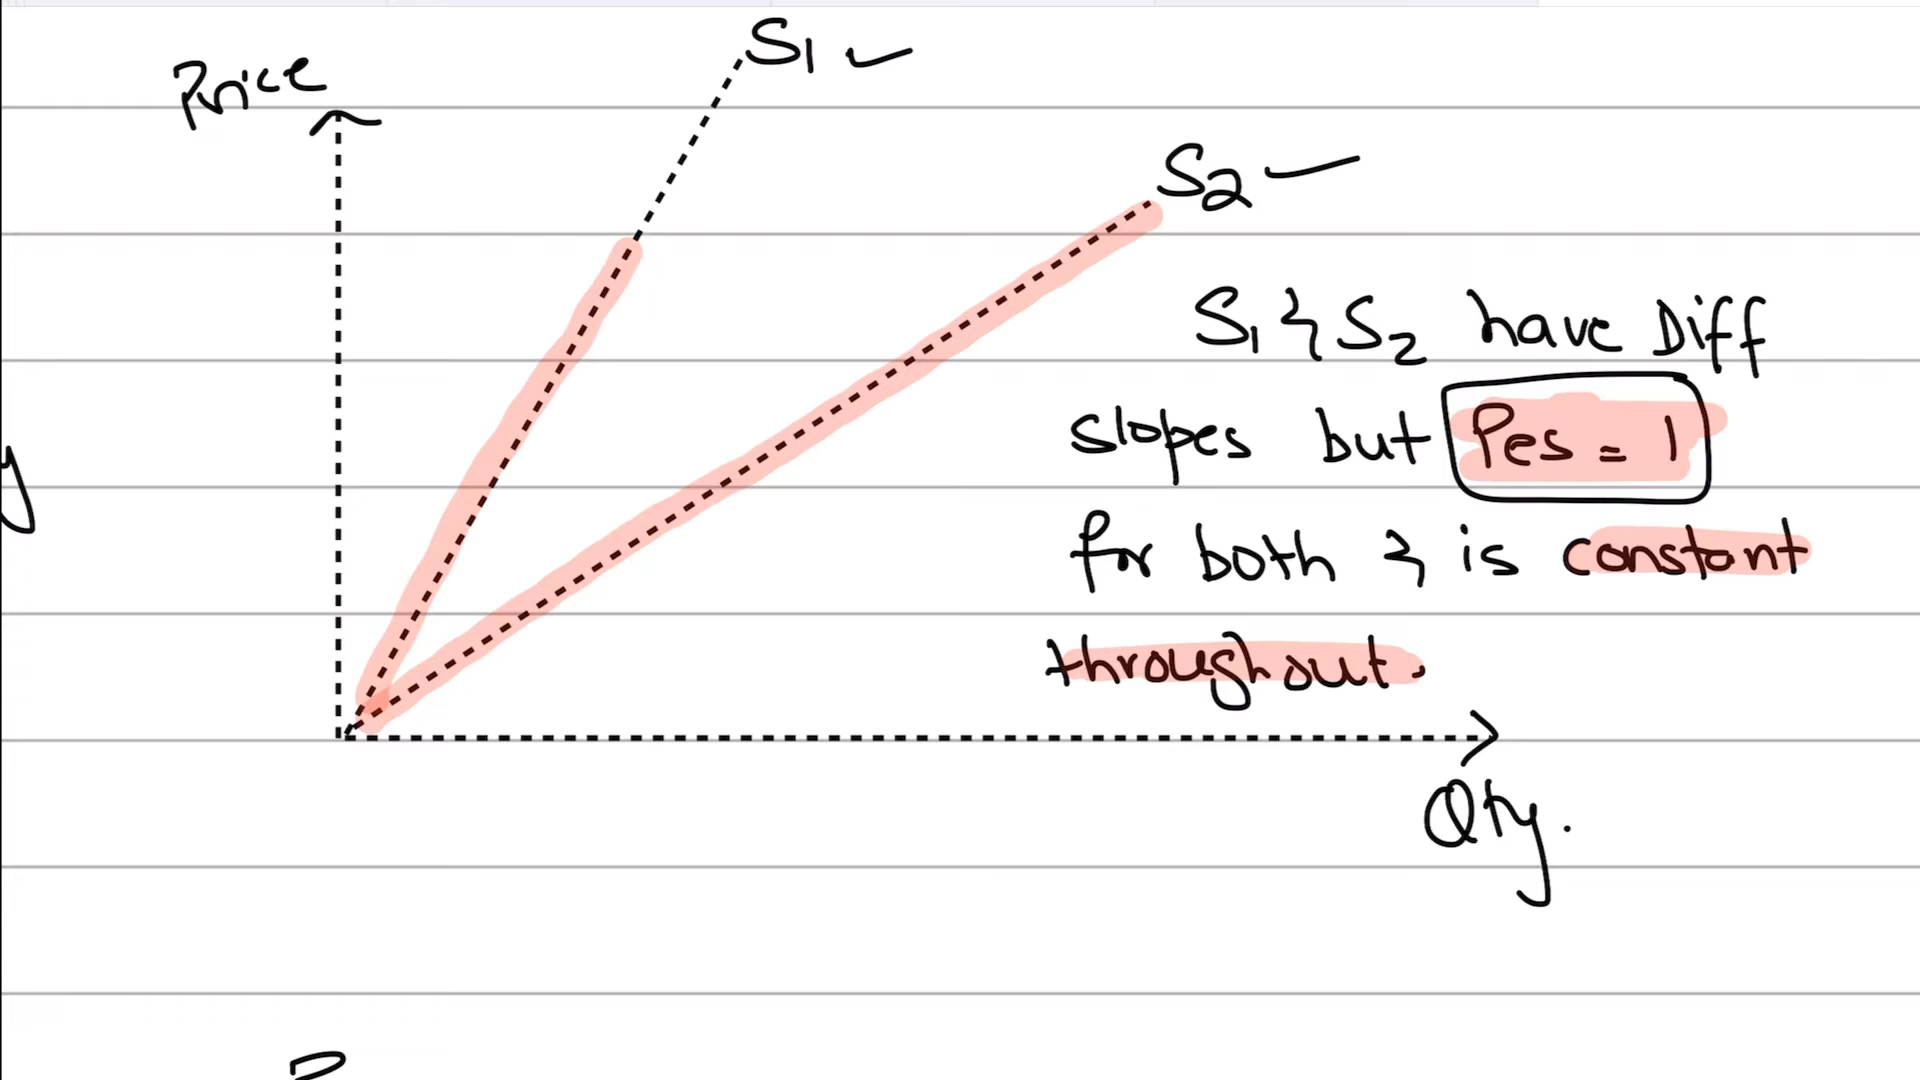 S1
Price
S2
S1 & S2 have Diff
slopes but Pes = 1
for both & is constant
throughout.
Qty.